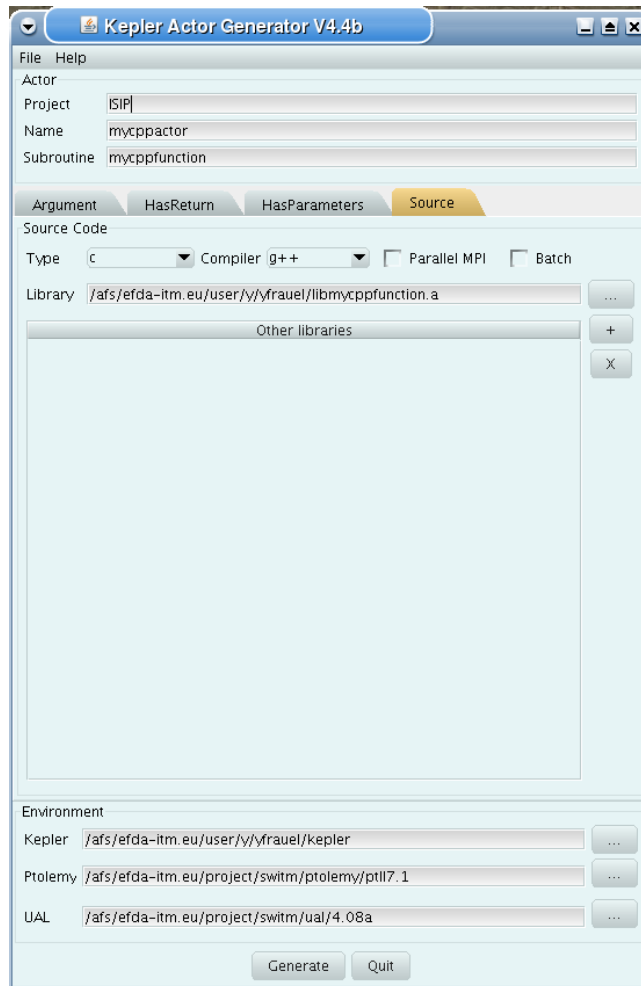 Kepler Actor Generator V4.4b
File Help
Actor
Project ISIP
Name mycppactor
Subroutine mycppfunction
Argument HasReturn HasParameters Source
Source Code
Type c Compiler g++ Parallel MPI Batch
Library /afs/efda-itm.eu/user/y/yfrauel/libmycppfunction.a ...
Other libraries +
X
Environment
Kepler /afs/efda-itm.eu/user/y/yfrauel/kepler ...
Ptolemy /afs/efda-itm.eu/project/switm/ptolemy/ptII7.1 ...
UAL /afs/efda-itm.eu/project/switm/ual/4.08a ...
Generate Quit